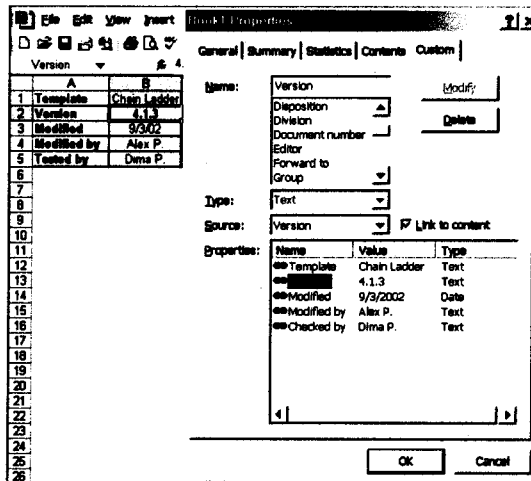 File Edit View Insert
Book1 Properties
General Summary Statistics Contents Custom
Version
fx 4.
A B
1 Template Chain Ladder
2 Version 4.1.3
3 Modified 9/3/02
4 Modified by Alex P.
5 Tested by Dima P.
6
7
8
9
10
11
12
13
14
15
16
17
18
19
20
21
22
23
24
25
26
Name: Version Modify
Disposition
Division
Document number
Editor
Forward to
Group
Delete
Type: Text
Source: Version Link to content
Properties: Name Value Type
Template Chain Ladder Text
4.1.3 Text
Modified 9/3/2002 Date
Modified by Alex P. Text
Checked by Dima P. Text
OK Cancel